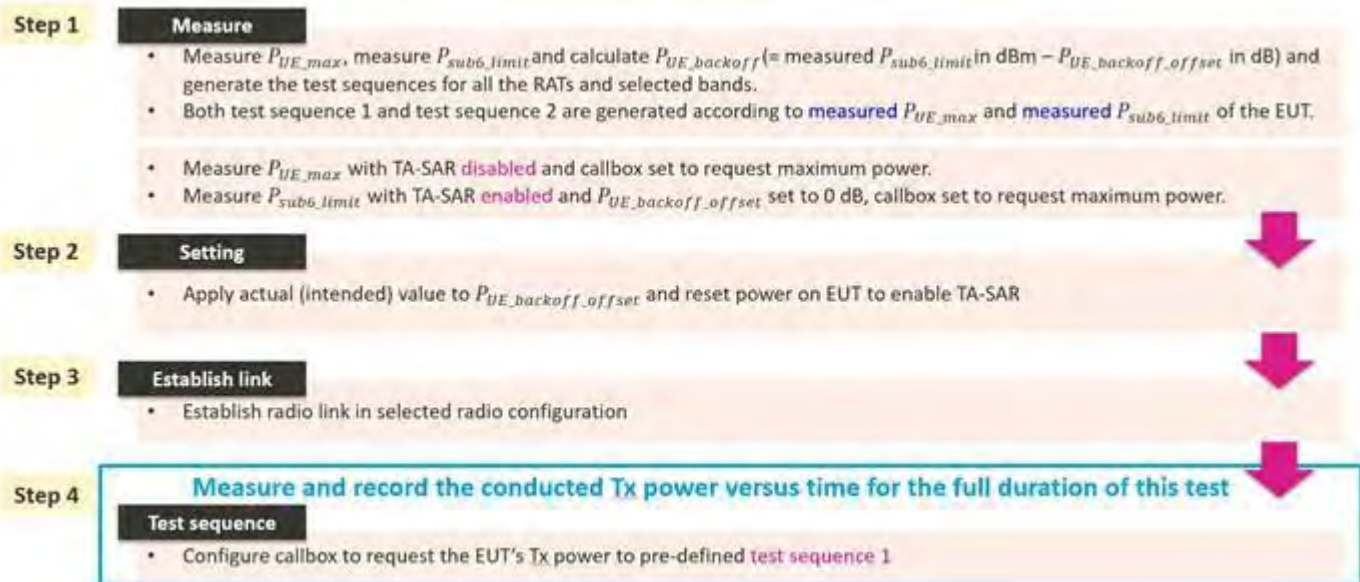 Step 1
Measure
• Measure P_UE_max, measure P_sub6_limit and calculate P_UE_backoff (= measured P_sub6_limit in dBm – P_UE_backoff_offset in dB) and
generate the test sequences for all the RATs and selected bands.
• Both test sequence 1 and test sequence 2 are generated according to measured P_UE_max and measured P_sub6_limit of the EUT.
• Measure P_UE_max with TA-SAR disabled and callbox set to request maximum power.
• Measure P_sub6_limit with TA-SAR enabled and P_UE_backoff_offset set to 0 dB, callbox set to request maximum power.
Step 2
Setting
• Apply actual (intended) value to P_UE_backoff_offset and reset power on EUT to enable TA-SAR
Step 3
Establish link
• Establish radio link in selected radio configuration
Step 4
Measure and record the conducted Tx power versus time for the full duration of this test
Test sequence
• Configure callbox to request the EUT's Tx power to pre-defined test sequence 1